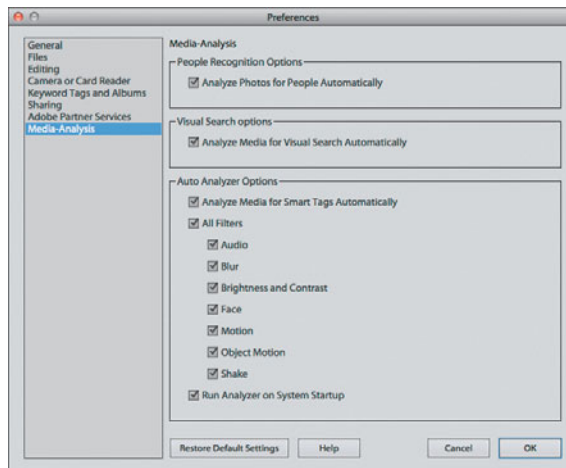 Preferences
General
Files
Editing
Camera or Card Reader
Keyword Tags and Albums
Sharing
Adobe Partner Services
Media-Analysis
Media-Analysis
People Recognition Options
Analyze Photos for People Automatically
Visual Search options
Analyze Media for Visual Search Automatically
Auto Analyzer Options
Analyze Media for Smart Tags Automatically
All Filters
Audio
Blur
Brightness and Contrast
Face
Motion
Object Motion
Shake
Run Analyzer on System Startup
Restore Default Settings Help Cancel OK